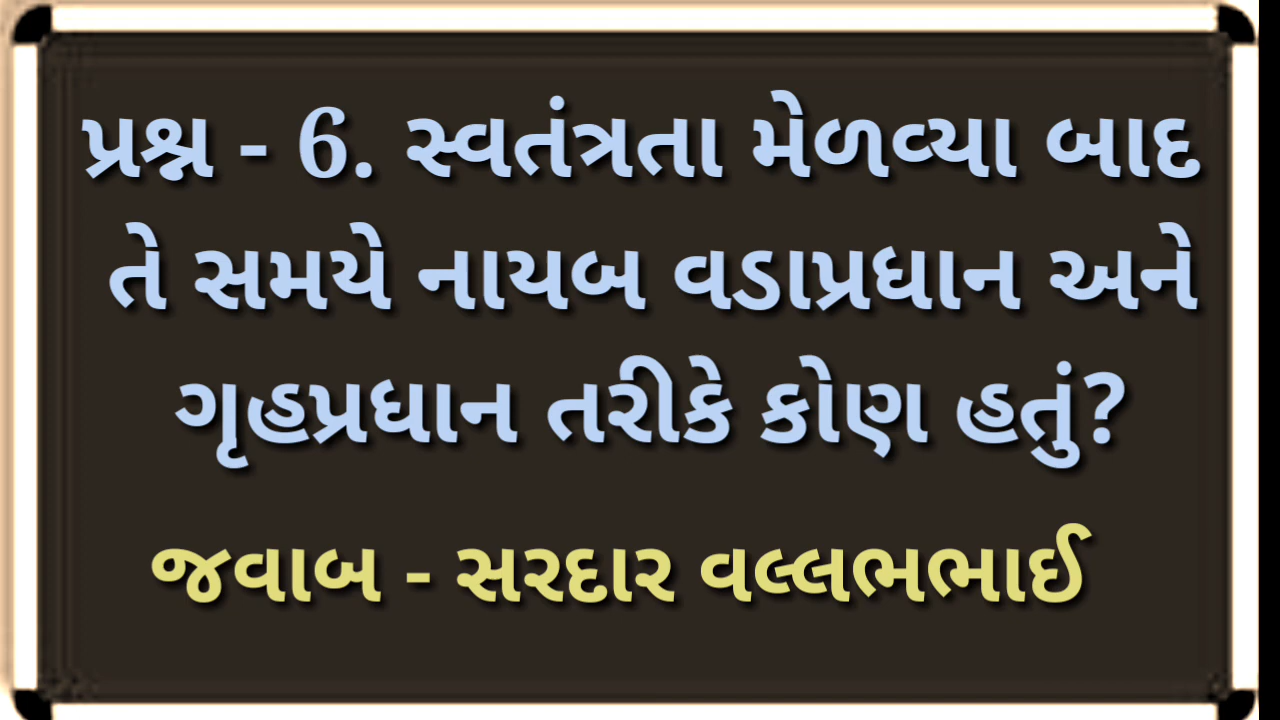 પ્રશ્ન - 6. સ્વતંત્રતા મેળવ્યા બાદ
તે સમયે નાયબ વડાપ્રધાન અને
ગૃહપ્રધાન તરીકે કોણ હતું?
જવાબ - સરદાર વલ્લભભાઈ